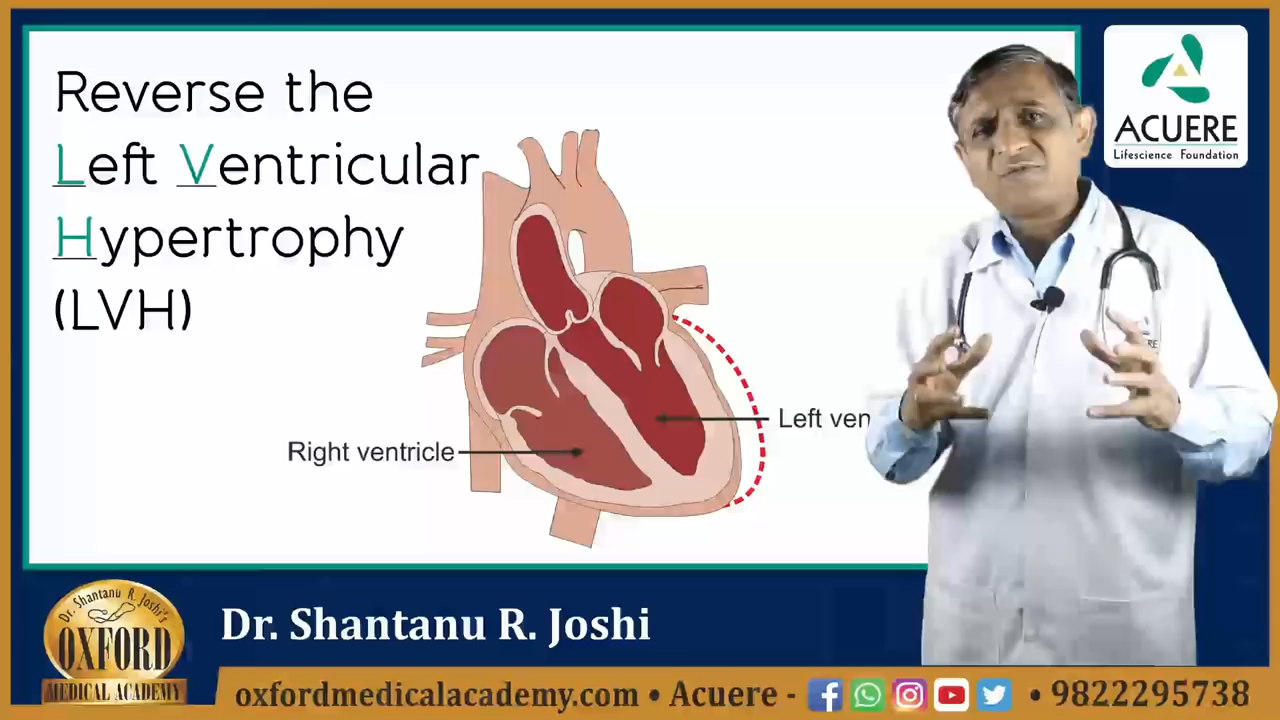 Reverse the
Left Ventricular
Hypertrophy
(LVH)
Right ventricle
Left ven
ACUERE
Lifescience Foundation
Dr. Shantanu R. Joshi's
OXFORD
MEDICAL ACADEMY
Dr. Shantanu R. Joshi
oxfordmedicalacademy.com • Acuere - • 9822295738